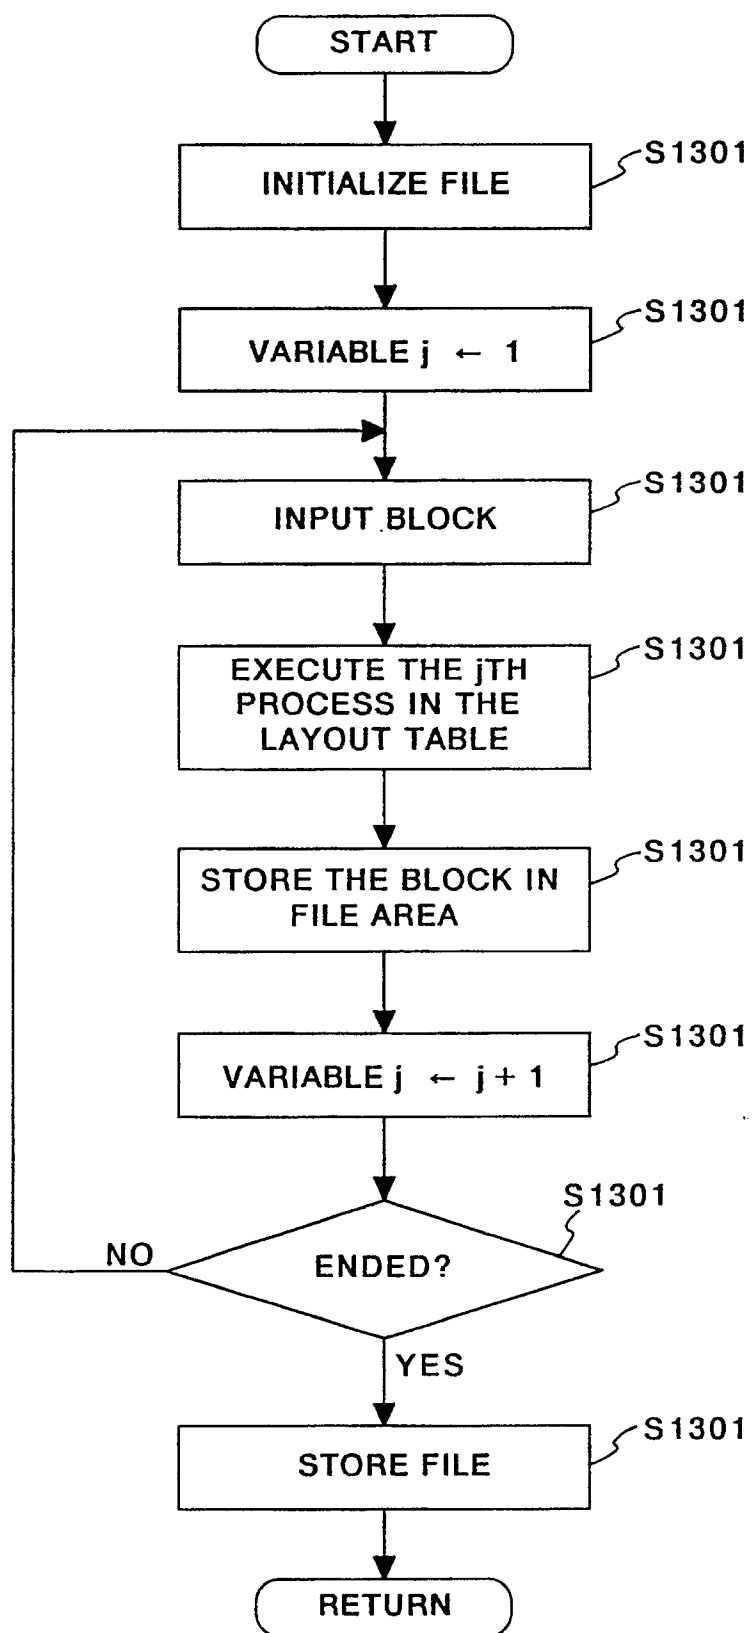 START
S1301
INITIALIZE FILE
S1301
VARIABLE j ← 1
S1301
INPUT BLOCK
S1301
EXECUTE THE jTH
PROCESS IN THE
LAYOUT TABLE
S1301
STORE THE BLOCK IN
FILE AREA
S1301
VARIABLE j ← j + 1
S1301
ENDED?
NO
YES
S1301
STORE FILE
RETURN